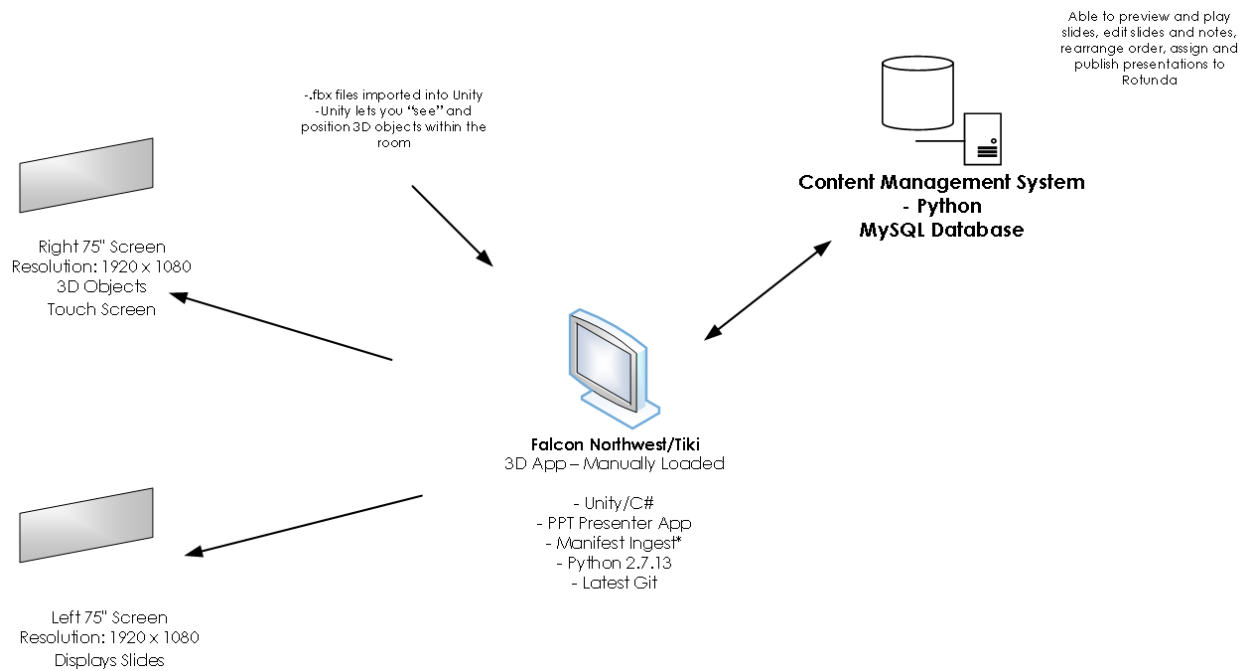 Able to preview and play
slides, edit slides and notes,
rearrange order, assign and
publish presentations to
Rotunda
-.fbx files imported into Unity
-Unity lets you “see” and
position 3D objects within the
room
Content Management System
- Python
MySQL Database
Right 75" Screen
Resolution: 1920 x 1080
3D Objects
Touch Screen
Falcon Northwest/Tiki
3D App – Manually Loaded
- Unity/C#
- PPT Presenter App
- Manifest Ingest*
- Python 2.7.13
- Latest Git
Left 75" Screen
Resolution: 1920 x 1080
Displays Slides